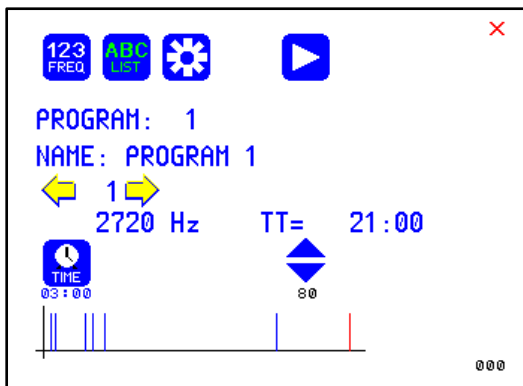 123 ABC
FREQ LIST
PROGRAM: 1
NAME: PROGRAM 1
1
2720 Hz TT= 21:00
TIME
03:00 80
000